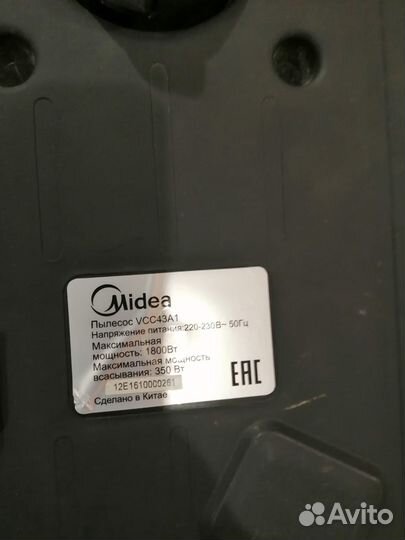 Midea
Пылесос VCC43A1
Напряжение питания:220-230В~ 50Гц
Максимальная
мощность: 1800Вт
Максимальная мощность
всасывания: 350 Вт
12E1610000261
Сделано в Китае
EAC
Avito